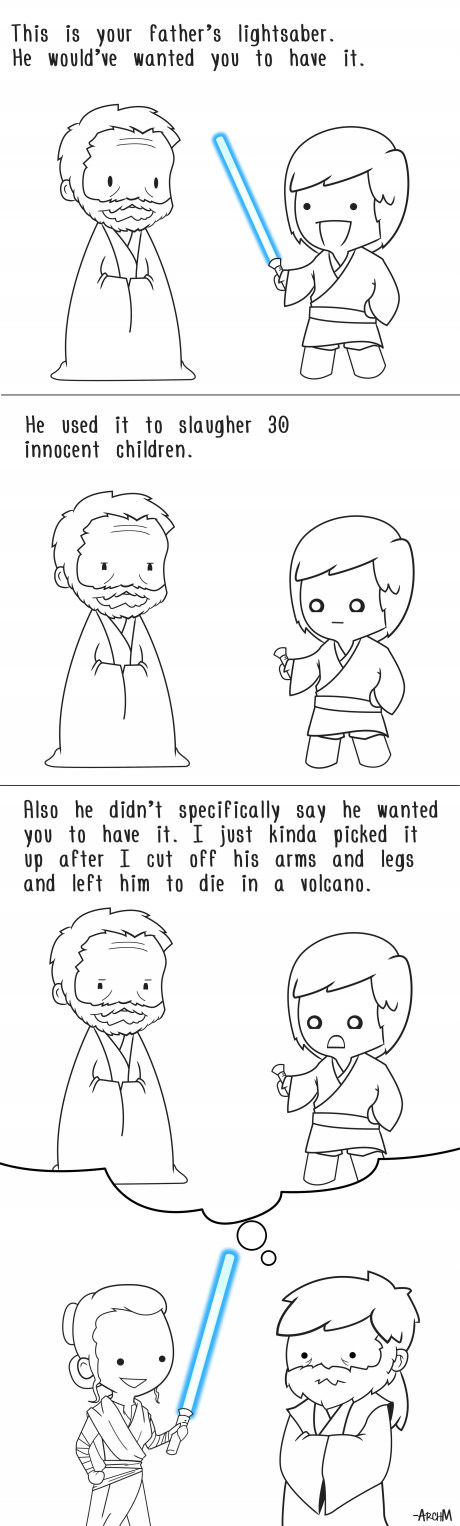 This is your father's lightsaber.
He would've wanted you to have it.
He used it to slaugher 30
innocent children.
Also he didn't specifically say he wanted
you to have it. I just kinda picked it
up after I cut off his arms and legs
and left him to die in a volcano.
-ArchM